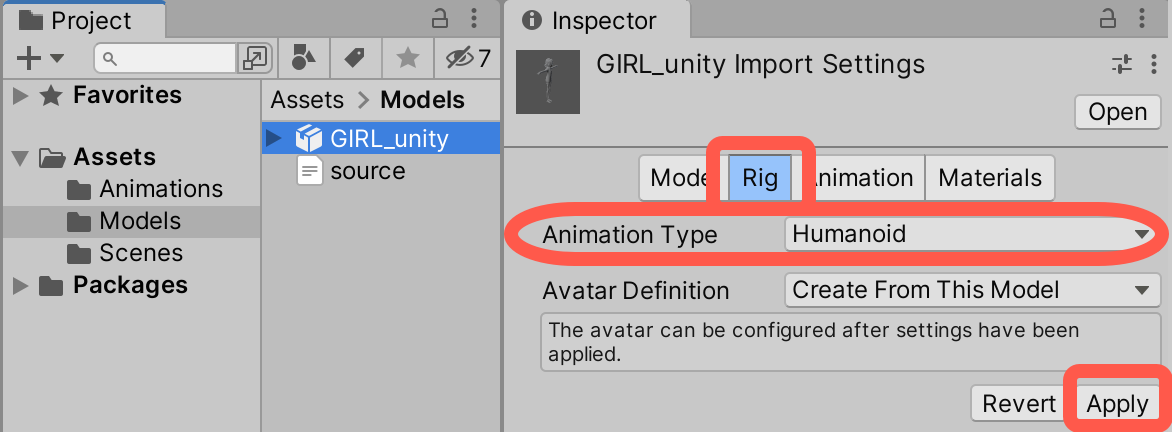 Project
7
Favorites
Assets
Animations
Models
Scenes
Packages
Assets > Models
GIRL_unity
source
Inspector
GIRL_unity Import Settings
Open
Mode Rig nimation Materials
Animation Type Humanoid
Avatar Definition Create From This Model
The avatar can be configured after settings have been
applied.
Revert Apply